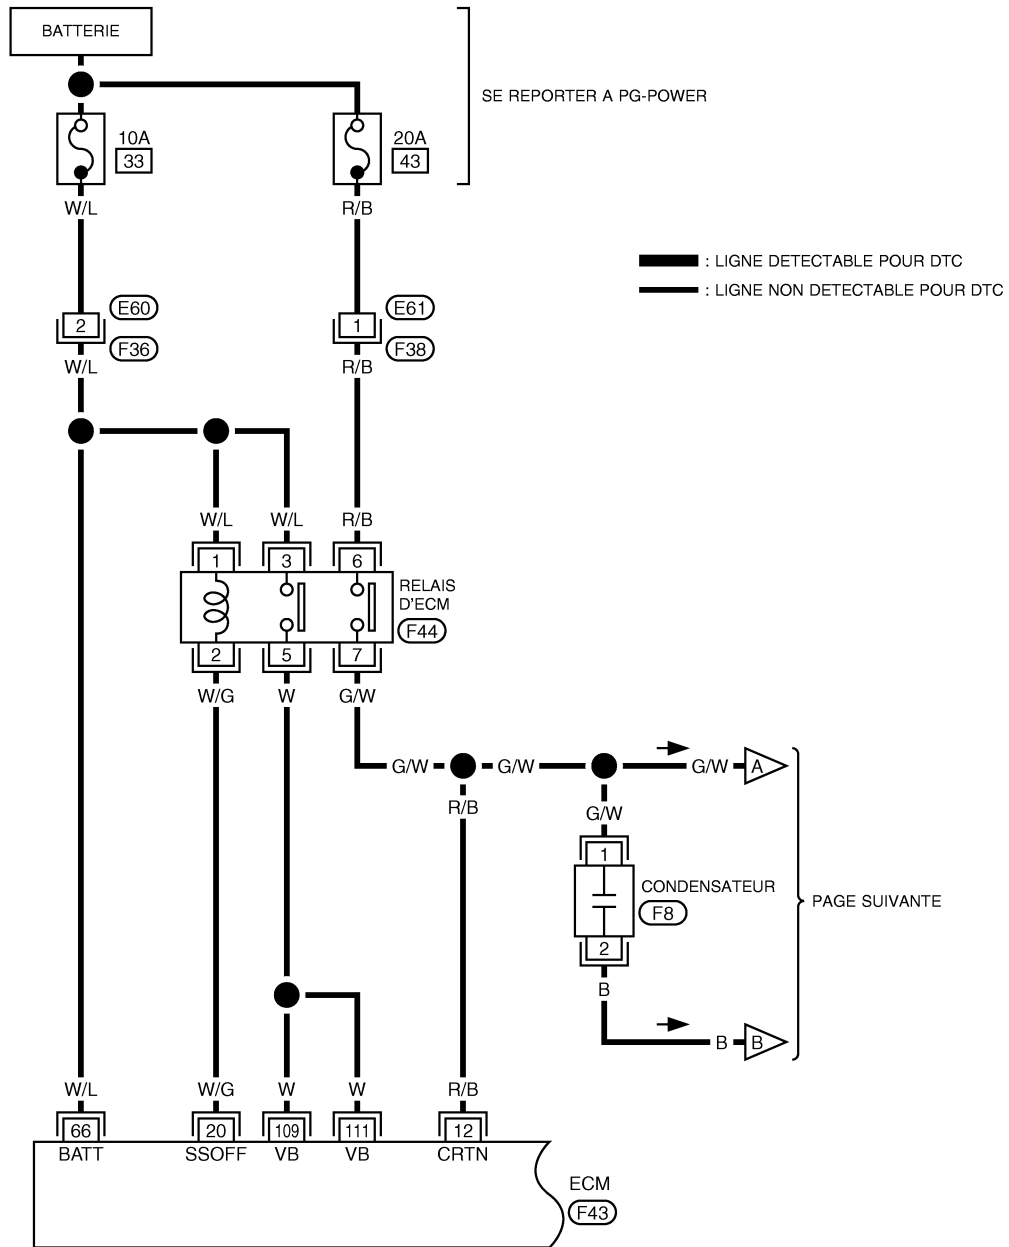 BATTERIE
SE REPORTER A PG-POWER
10A
33
20A
43
W/L
R/B
: LIGNE DETECTABLE POUR DTC
: LIGNE NON DETECTABLE POUR DTC
2
E60
F36
1
E61
F38
W/L
R/B
W/L
W/L
R/B
1
3
6
RELAIS
D'ECM
F44
2
5
7
W/G
W
G/W
G/W
G/W
G/W
A
R/B
G/W
1
CONDENSATEUR
F8
PAGE SUIVANTE
2
B
B
B
W/L
W/G
W
W
R/B
66
20
109
111
12
BATT
SSOFF
VB
VB
CRTN
ECM
F43